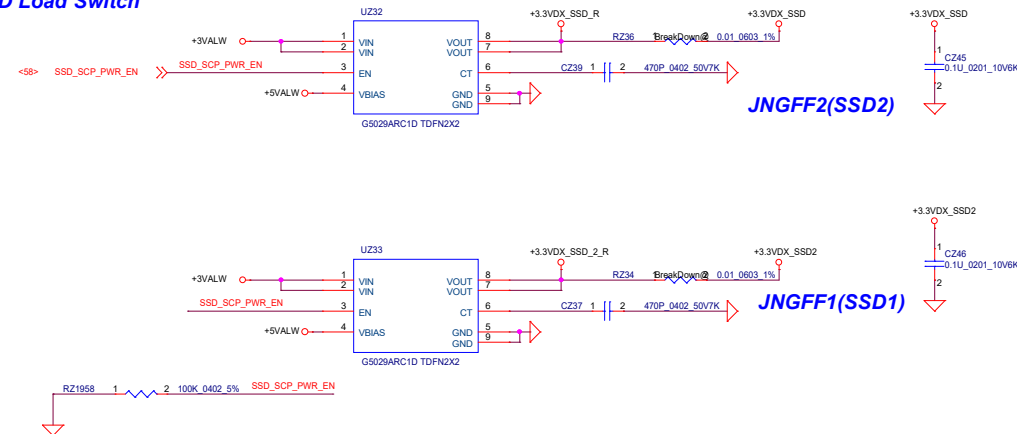 D Load Switch
UZ32
+3VALW
1 VIN VOUT 8
2 VIN VOUT 7
+3.3VDX_SSD_R
RZ36 1 BreakDown@ 2 0.01_0603_1%
+3.3VDX_SSD
<58> SSD_SCP_PWR_EN
SSD_SCP_PWR_EN
3 EN CT 6
CZ39 1 2 470P_0402_50V7K
+5VALW
4 VBIAS GND 5
GND 9
G5029ARC1D TDFN2X2
JNGFF2(SSD2)
+3.3VDX_SSD
1
CZ45
0.1U_0201_10V6K
2
UZ33
+3VALW
1 VIN VOUT 8
2 VIN VOUT 7
+3.3VDX_SSD_2_R
RZ34 1 BreakDown@ 2 0.01_0603_1%
+3.3VDX_SSD2
SSD_SCP_PWR_EN
3 EN CT 6
CZ37 1 2 470P_0402_50V7K
+5VALW
4 VBIAS GND 5
GND 9
G5029ARC1D TDFN2X2
JNGFF1(SSD1)
+3.3VDX_SSD2
1
CZ46
0.1U_0201_10V6K
2
RZ1958 1 2 100K_0402_5% SSD_SCP_PWR_EN